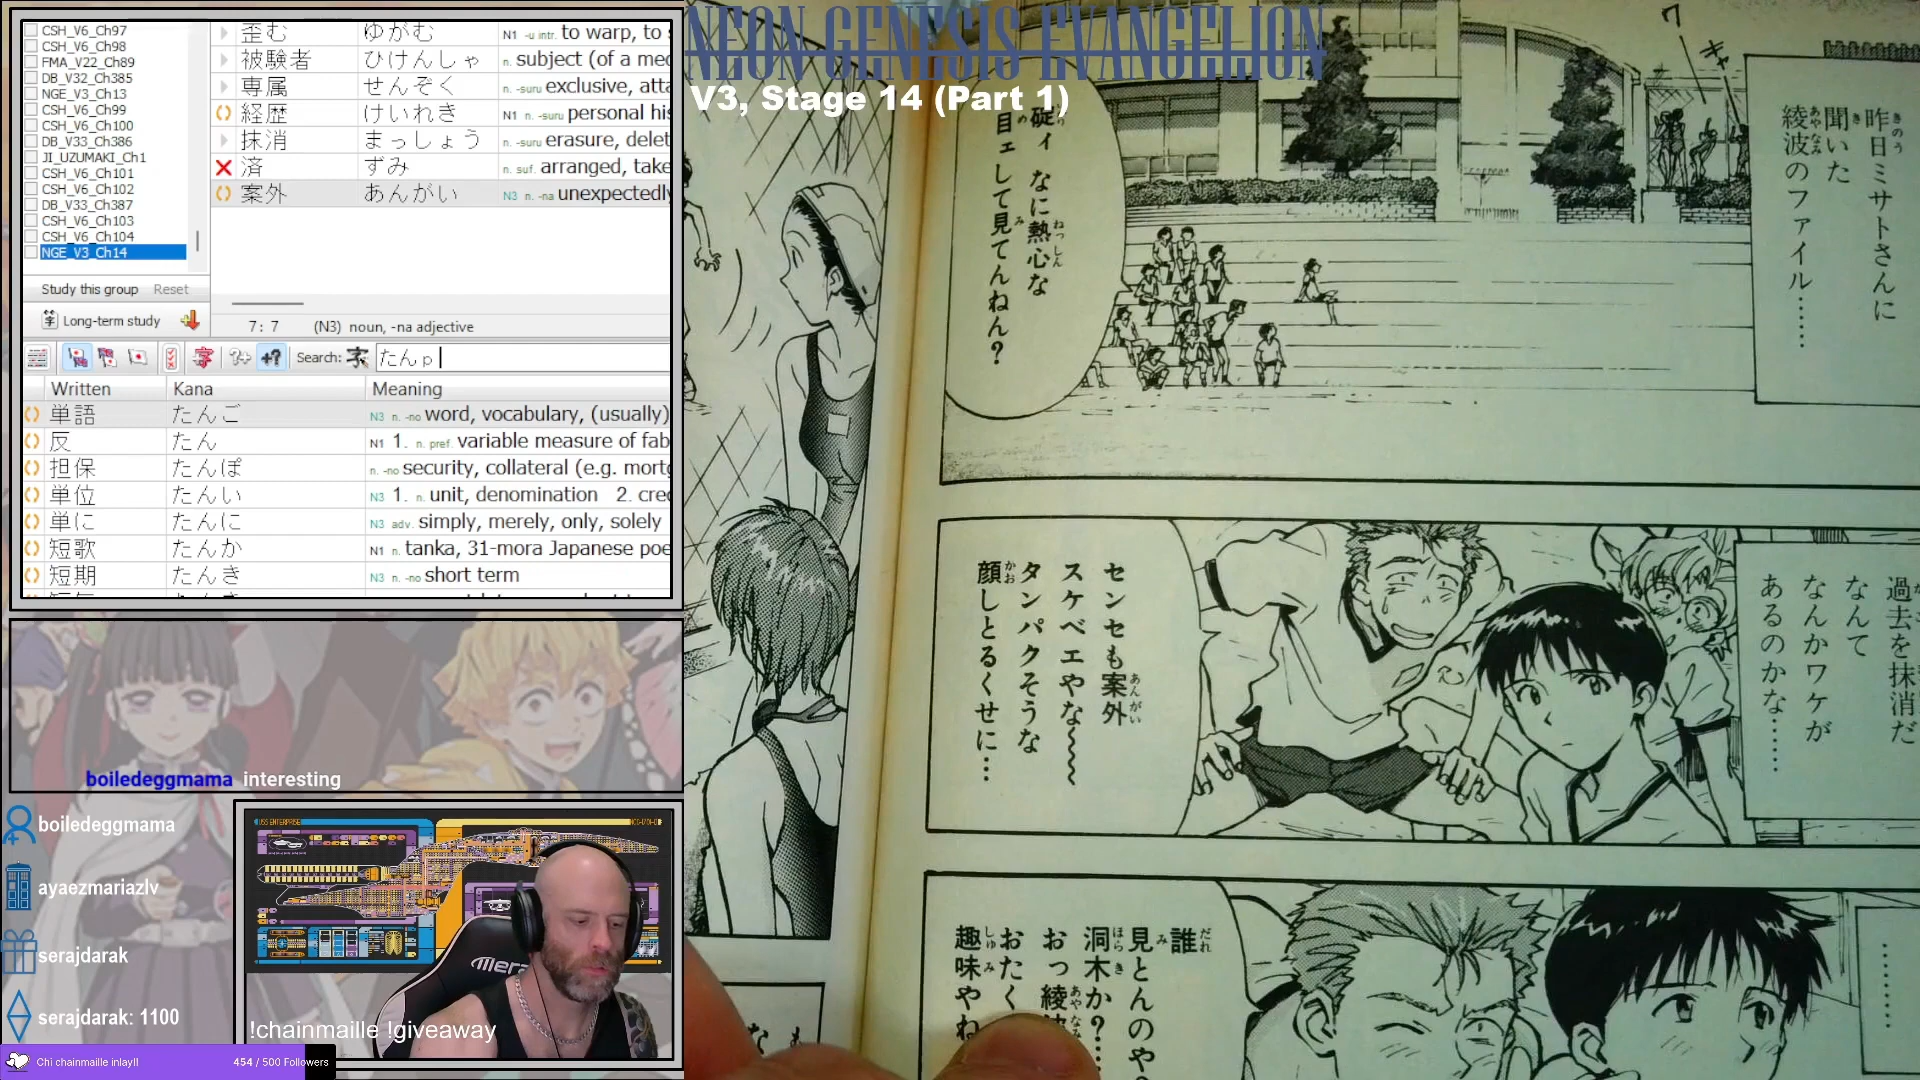 CSH_V6_Ch97
CSH_V6_Ch98
FMA_V22_Ch89
DB_V32_Ch385
NGE_V3_Ch13
CSH_V6_Ch99
CSH_V6_Ch100
DB_V33_Ch386
JI_UZUMAKI_Ch1
CSH_V6_Ch101
CSH_V6_Ch102
DB_V33_Ch387
CSH_V6_Ch103
CSH_V6_Ch104
NGE_V3_Ch14
Study this group Reset
Long-term study
歪む ゆがむ N1 -u intr. to warp, to
被験者 ひけんしゃ n. subject (of a med
専属 せんぞく n. -suru exclusive, atta
経歴 けいれき N1 n. -suru personal his
抹消 まっしょう n. -suru erasure, delet
済 ずみ n. suf. arranged, take
案外 あんがい N3 n. -na unexpectedly
7: 7 (N3) noun, -na adjective
Search: 字 たんp
Written Kana Meaning
単語 たんご N3 n. -no word, vocabulary, (usually)
反 たん N1 1. n. pref. variable measure of fab
担保 たんぽ n. -no security, collateral (e.g. mort
単位 たんい N3 1. n. unit, denomination 2. cre
単に たんに N3 adv. simply, merely, only, solely
短歌 たんか N1 n. tanka, 31-mora Japanese poe
短期 たんき N3 n. -no short term
boiledeggmama interesting
boiledeggmama
ayaezmariazlv
serajdarak
serajdarak: 1100
!chainmaille !giveaway
Chi chainmaille inlay!!
454 / 500 Followers
USS ENTERPRISE
NEON GENESIS EVANGELION
V3, Stage 14 (Part 1)
昨日ミサトさんに
聞いた
綾波のファイル……
ワ
キャ
碇ィ なに熱心な
目ェして見てんねん？
過去を抹消だ
なんて
なんかワケが
あるのかな……
センセも案外
スケベエやな〜〜〜
タンパクそうな
顔しとるくせに…
………
誰
見とんのや？
洞木か？…
おっ綾波
おたく
趣味やね